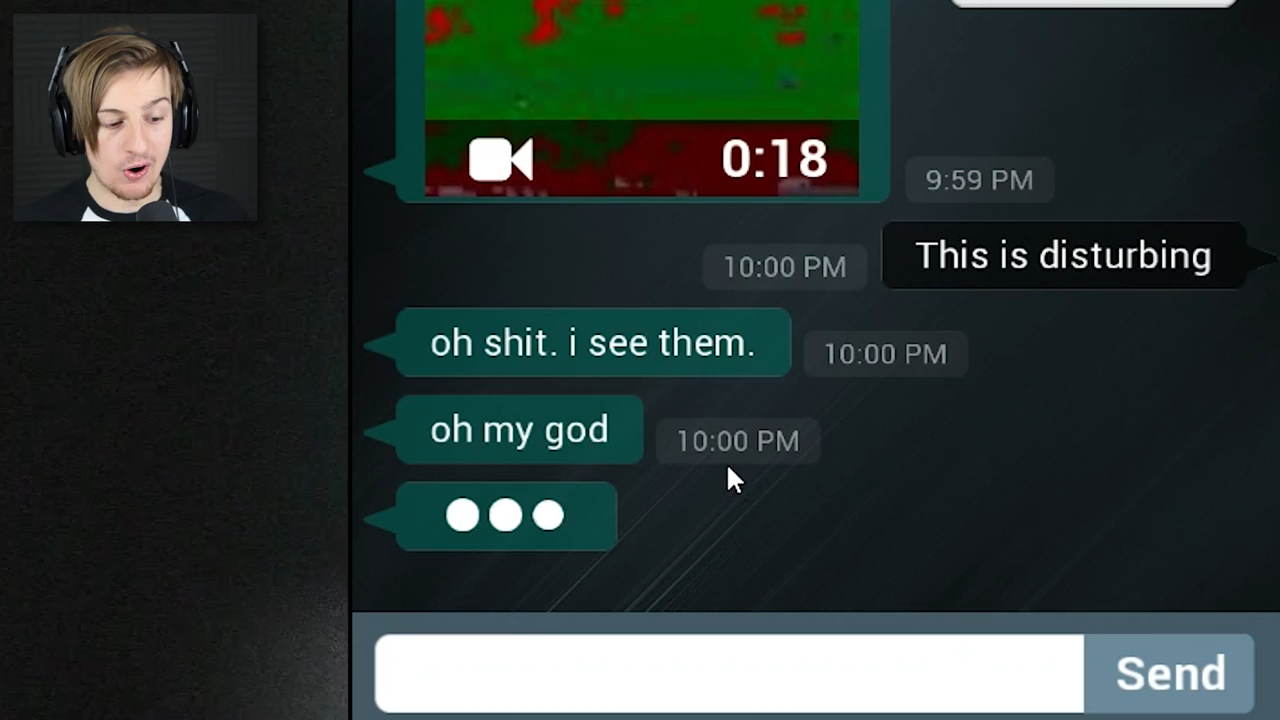 0:18
9:59 PM
This is disturbing
10:00 PM
oh shit. i see them.
10:00 PM
oh my god
10:00 PM
Send